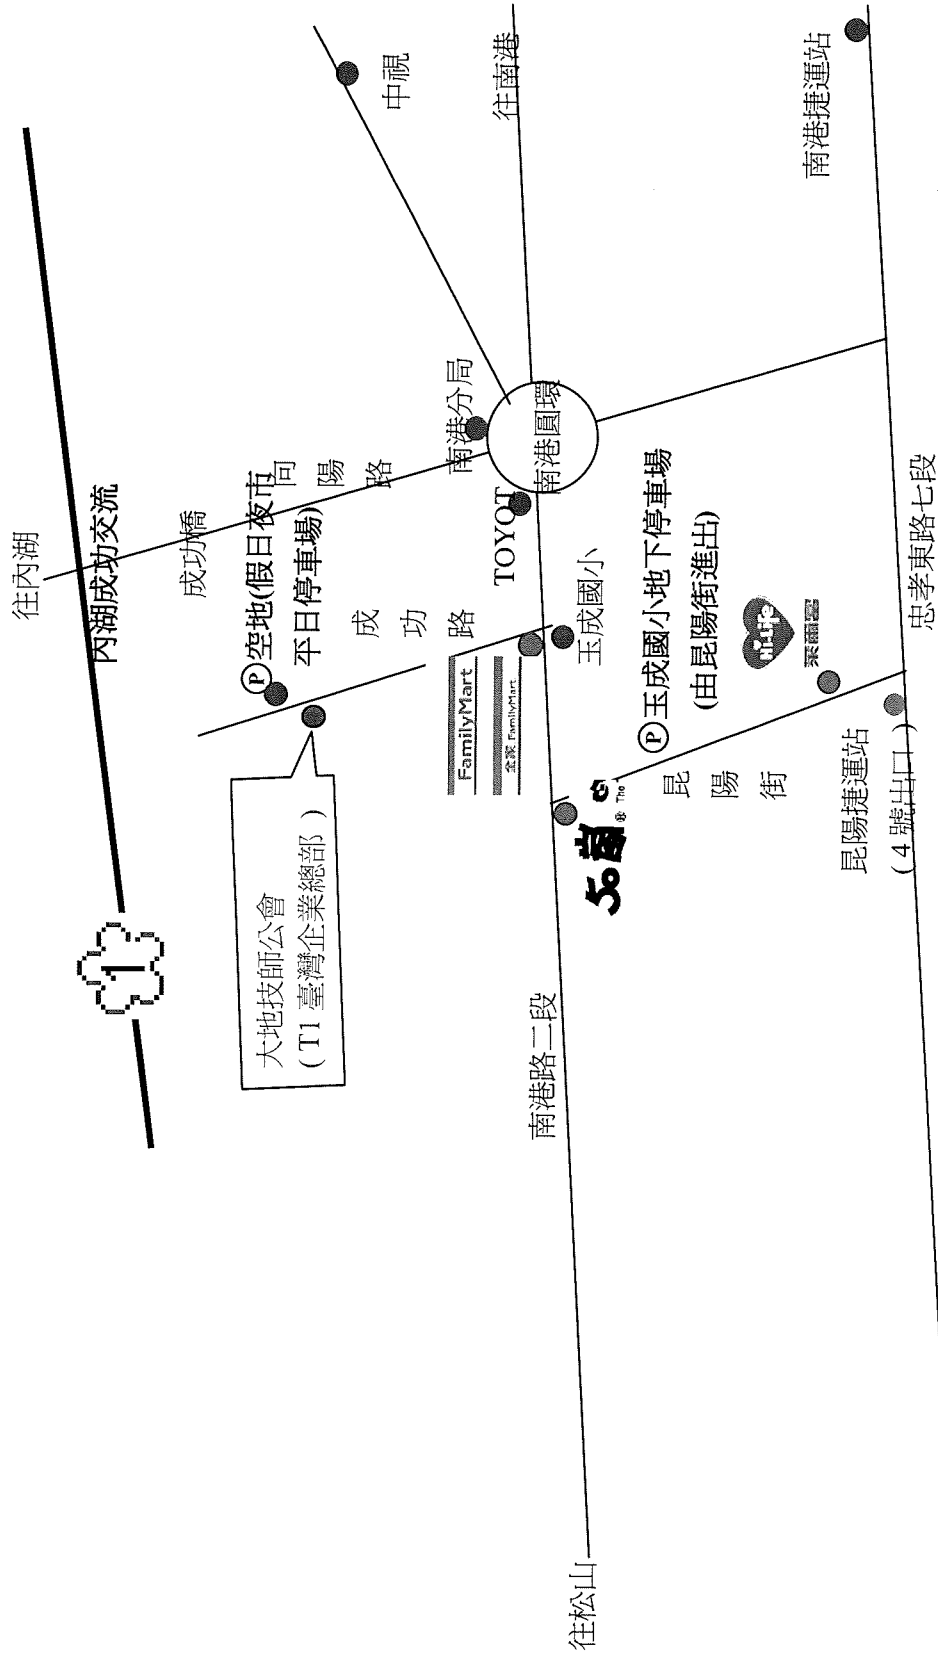 往內湖
內湖成功交流
成功橋
1
中視
往南港
向
陽
路
南港分局
南港圓環
TOYOT
P 空地(假日夜市
平日停車場)
成
功
路
FamilyMart
全家 FamilyMart
大地技師公會
( T1 臺灣企業總部 )
玉成國小
P 玉成國小地下停車場
(由昆陽街進出)
Hi-Life
萊爾富
南港捷運站
50嵐
The
昆
陽
街
昆陽捷運站
( 4 號出口 )
忠孝東路七段
南港路二段
往松山